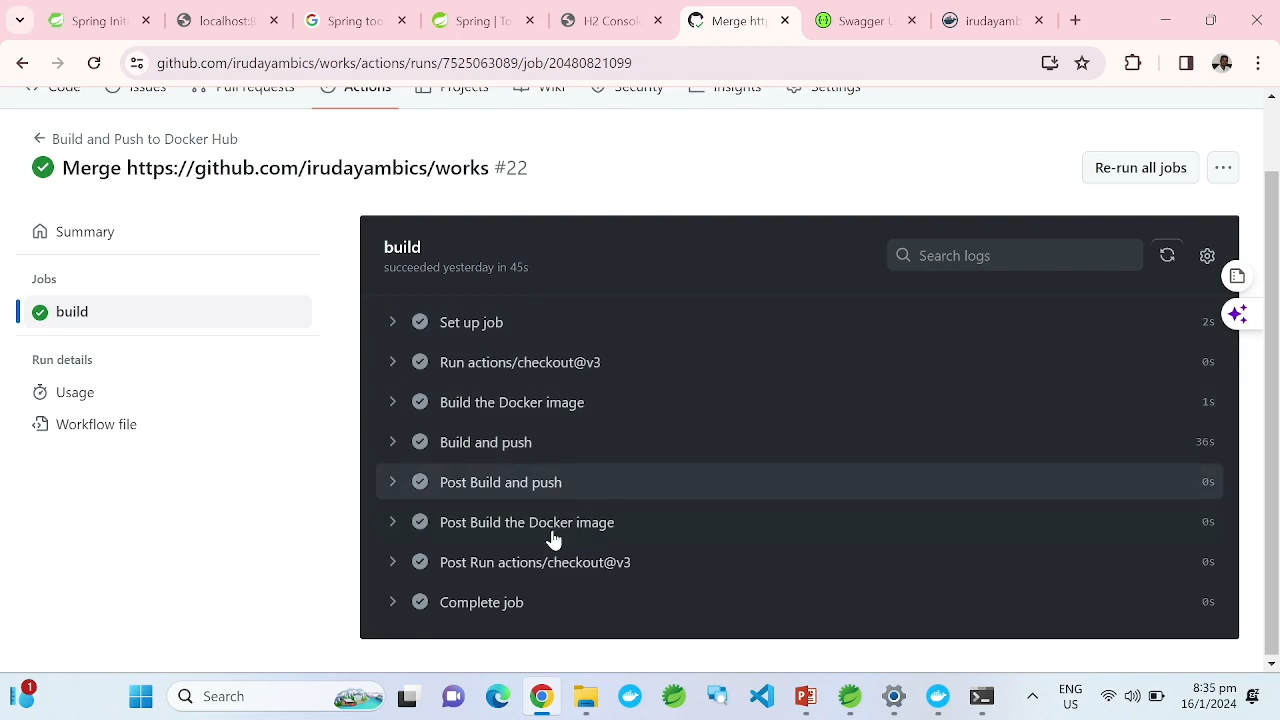 Spring Init
localhost:8
Spring too
Spring | To
H2 Consol
Merge http
Swagger U
irudayamb
github.com/irudayambics/works/actions/runs/7525063089/job/20480821099
Code
Issues
Pull requests
Actions
Projects
Wiki
Security
Insights
Settings
Build and Push to Docker Hub
Merge https://github.com/irudayambics/works #22
Re-run all jobs
Summary
Jobs
build
Run details
Usage
Workflow file
build
succeeded yesterday in 45s
Search logs
Set up job 2s
Run actions/checkout@v3 0s
Build the Docker image 1s
Build and push 36s
Post Build and push 0s
Post Build the Docker image 0s
Post Run actions/checkout@v3 0s
Complete job 0s
1
Search
ENG
US
8:35 pm
16/1/2024